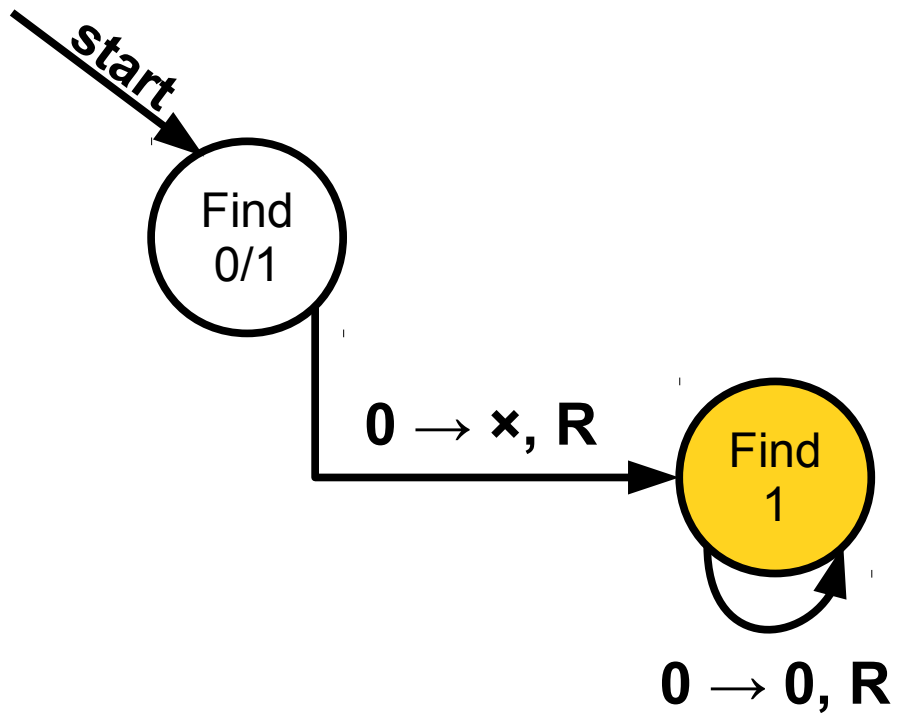 start
Find
0/1
0 → ×, R
Find
1
0 → 0, R